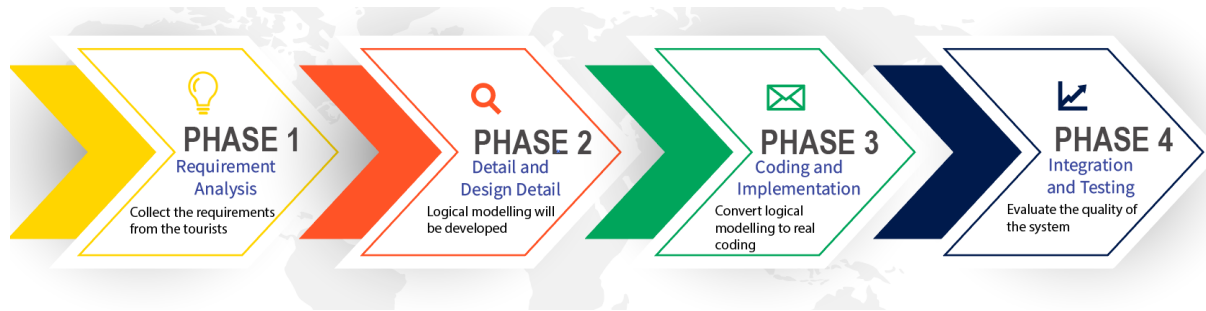 PHASE 1
Requirement
Analysis
Collect the requirements
from the tourists
PHASE 2
Detail and
Design Detail
Logical modelling will
be developed
PHASE 3
Coding and
Implementation
Convert logical
modelling to real
coding
PHASE 4
Integration
and Testing
Evaluate the quality of
the system